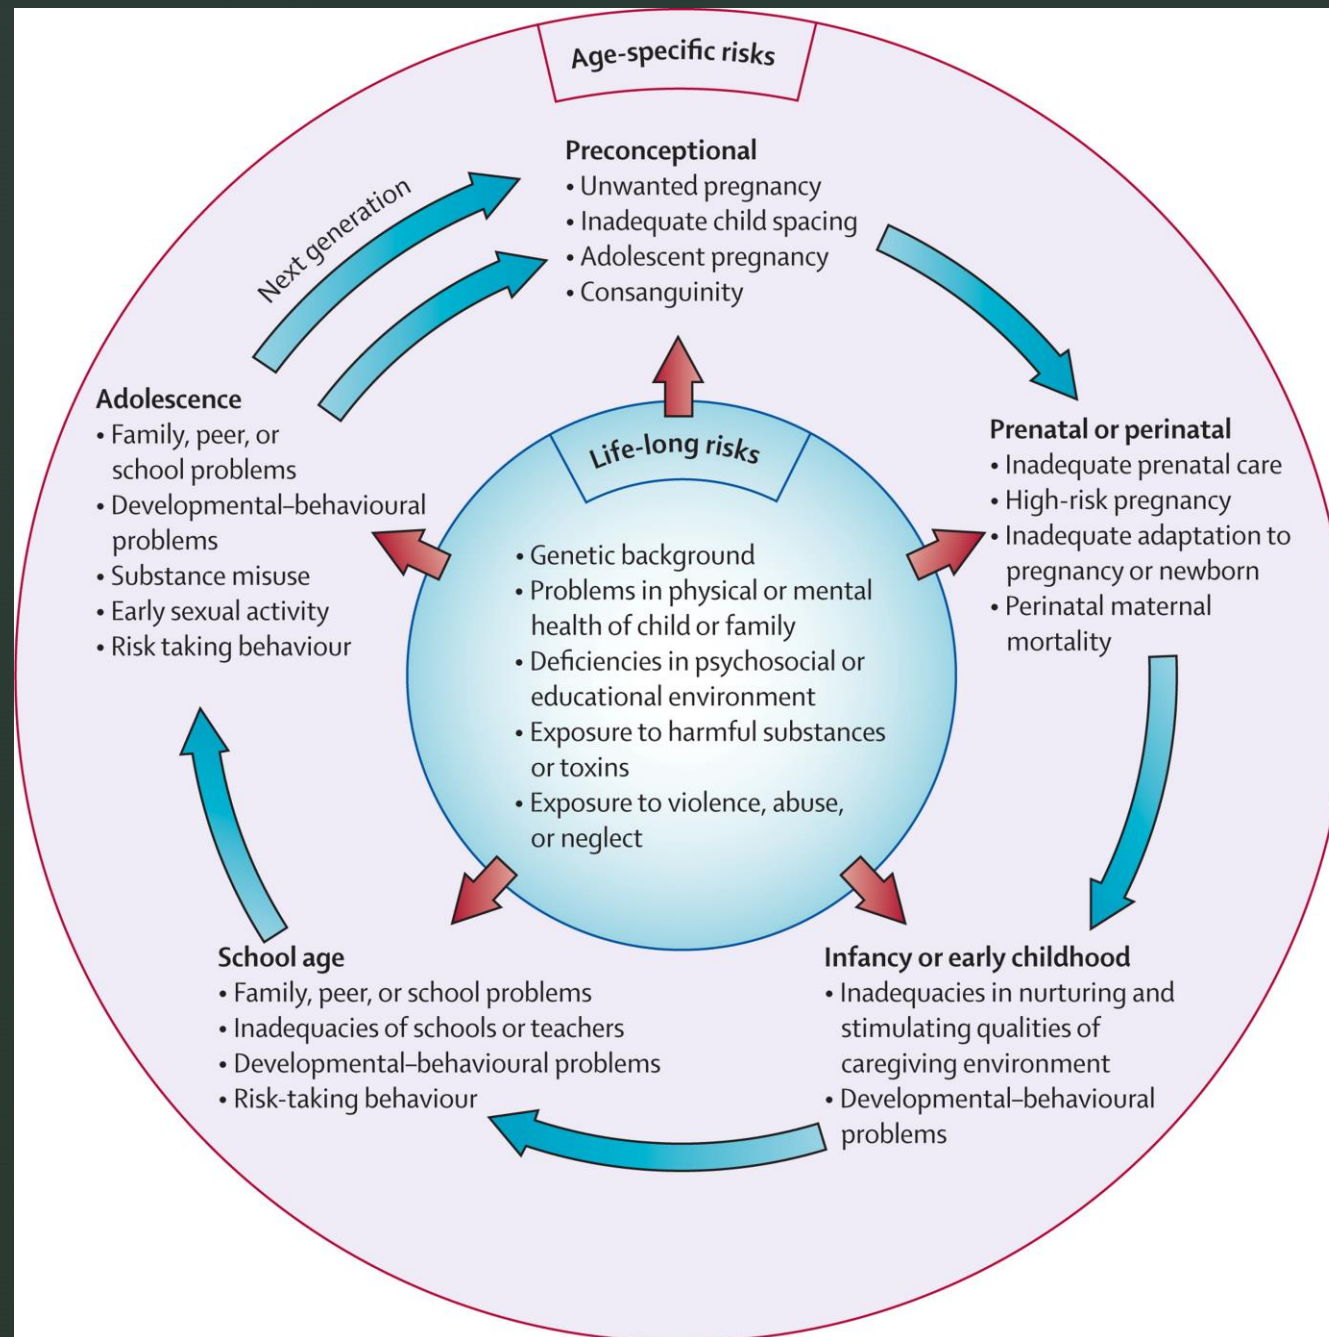 Age-specific risks
Preconceptional
• Unwanted pregnancy
• Inadequate child spacing
• Adolescent pregnancy
• Consanguinity
Next generation
Adolescence
• Family, peer, or
school problems
• Developmental–behavioural
problems
• Substance misuse
• Early sexual activity
• Risk taking behaviour
Prenatal or perinatal
• Inadequate prenatal care
• High-risk pregnancy
• Inadequate adaptation to
pregnancy or newborn
• Perinatal maternal
mortality
Life-long risks
• Genetic background
• Problems in physical or mental
health of child or family
• Deficiencies in psychosocial or
educational environment
• Exposure to harmful substances
or toxins
• Exposure to violence, abuse,
or neglect
School age
• Family, peer, or school problems
• Inadequacies of schools or teachers
• Developmental–behavioural problems
• Risk-taking behaviour
Infancy or early childhood
• Inadequacies in nurturing and
stimulating qualities of
caregiving environment
• Developmental–behavioural
problems